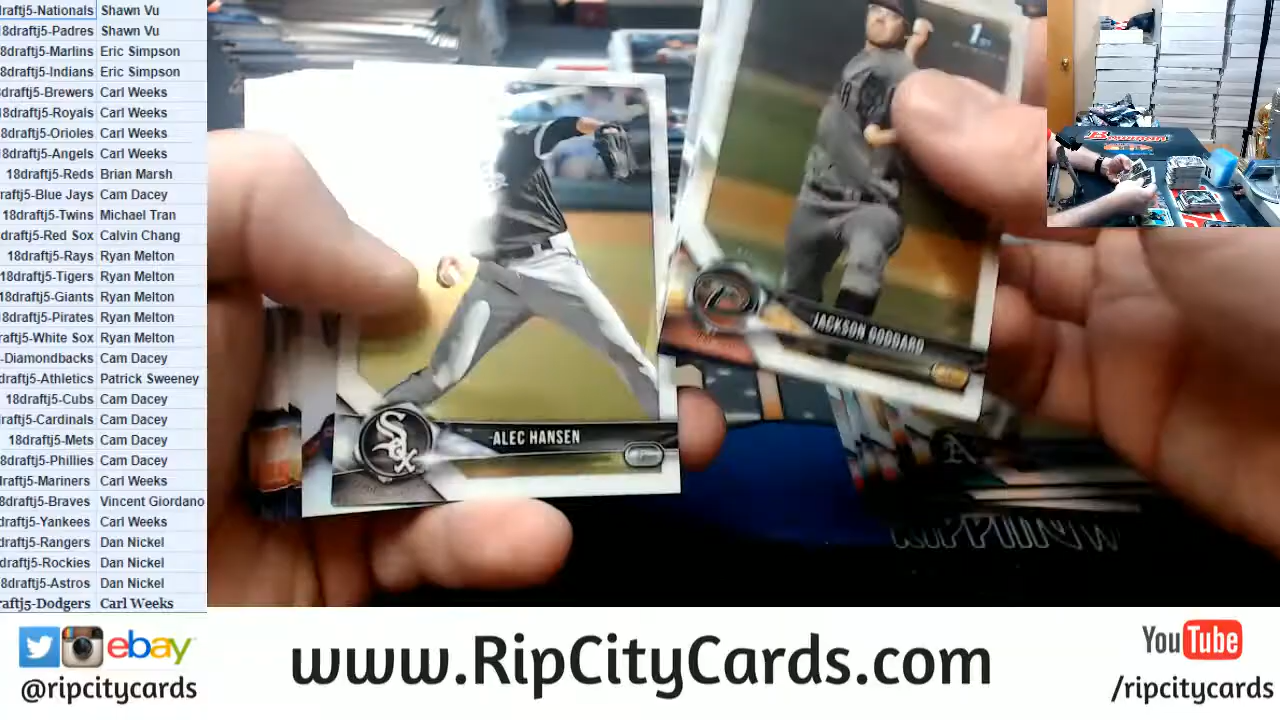 raftj5-Nationals Shawn Vu
18draftj5-Padres Shawn Vu
8draftj5-Marlins Eric Simpson
8draftj5-Indians Eric Simpson
draftj5-Brewers Carl Weeks
8draftj5-Royals Carl Weeks
8draftj5-Orioles Carl Weeks
8draftj5-Angels Carl Weeks
18draftj5-Reds Brian Marsh
raftj5-Blue Jays Cam Dacey
18draftj5-Twins Michael Tran
draftj5-Red Sox Calvin Chang
18draftj5-Rays Ryan Melton
18draftj5-Tigers Ryan Melton
18draftj5-Giants Ryan Melton
18draftj5-Pirates Ryan Melton
raftj5-White Sox Ryan Melton
-Diamondbacks Cam Dacey
draftj5-Athletics Patrick Sweeney
18draftj5-Cubs Cam Dacey
raftj5-Cardinals Cam Dacey
18draftj5-Mets Cam Dacey
8draftj5-Phillies Cam Dacey
draftj5-Mariners Carl Weeks
8draftj5-Braves Vincent Giordano
raftj5-Yankees Carl Weeks
draftj5-Rangers Dan Nickel
draftj5-Rockies Dan Nickel
8draftj5-Astros Dan Nickel
raftj5-Dodgers Carl Weeks
1st
JACKSON GODDARD
SOX
ALEC HANSEN
A
BOWMAN
ebay
@ripcitycards
www.RipCityCards.com
YouTube
/ripcitycards